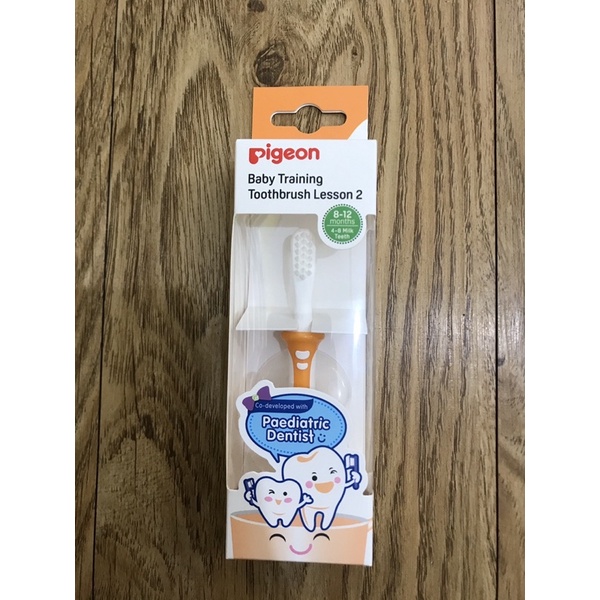 Pigeon
Baby Training
Toothbrush Lesson 2
8-12
months
4-8 Milk
Teeth
Co-developed with
Paediatric
Dentist